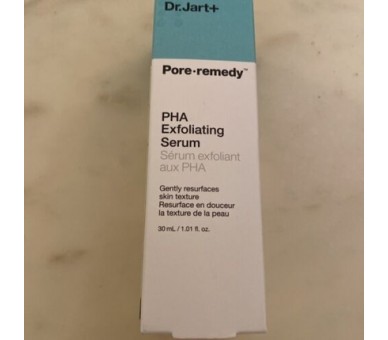 Dr.Jart+
Pore·remedy™
PHA
Exfoliating
Serum
Sérum exfoliant
aux PHA
Gently resurfaces
skin texture
Resurface en douceur
la texture de la peau
30 mL / 1.01 fl. oz.